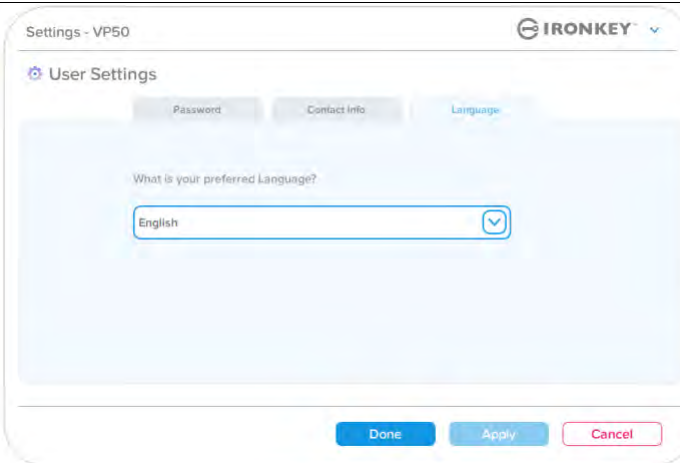 Settings - VP50
IRONKEY
User Settings
Password Contact Info Language
What is your preferred Language?
English
Done Apply Cancel